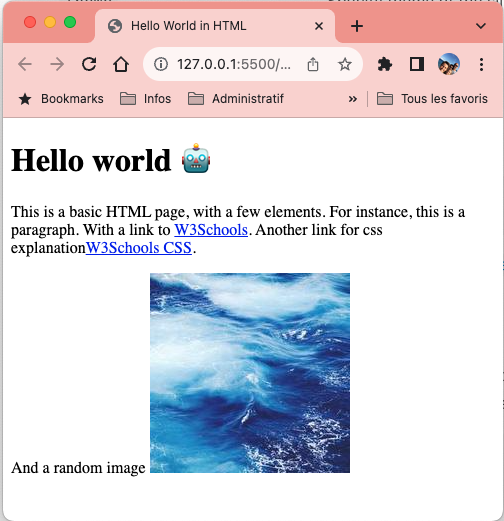 Hello World in HTML
127.0.0.1:5500/...
Bookmarks Infos Administratif » Tous les favoris
Hello world 🤖
This is a basic HTML page, with a few elements. For instance, this is a
paragraph. With a link to W3Schools. Another link for css
explanationW3Schools CSS.
And a random image